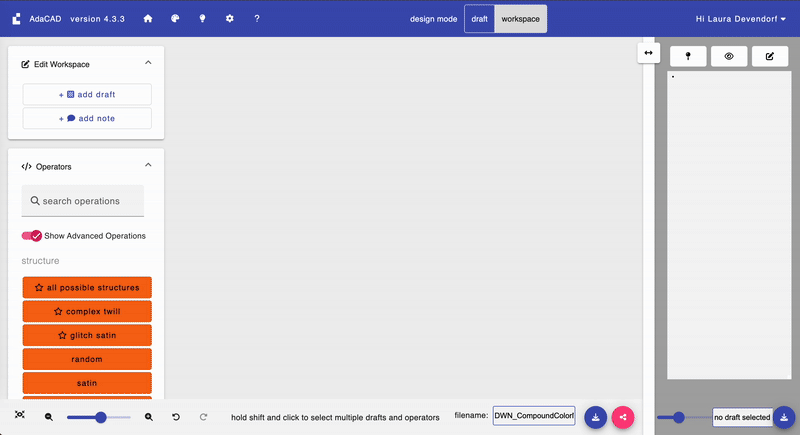 AdaCAD version 4.3.3 ? design mode draft workspace Hi Laura Devendorf
Edit Workspace
+ add draft
+ add note
</> Operators
search operations
Show Advanced Operations
structure
all possible structures
complex twill
glitch satin
random
satin
hold shift and click to select multiple drafts and operators filename: DWN_CompoundColorf no draft selected